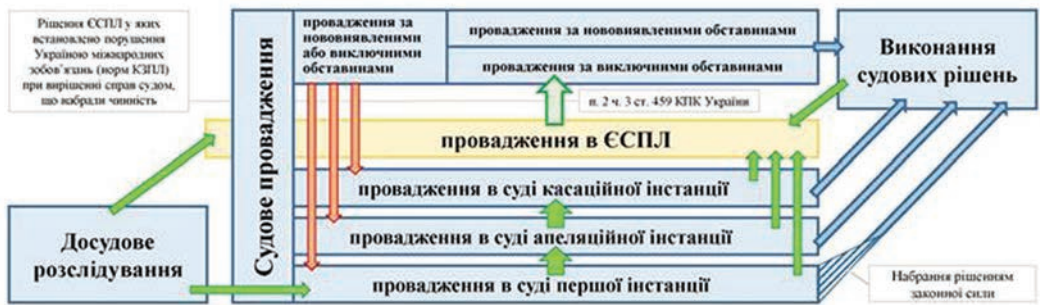 Рішення ЄСПЛ у яких
встановлено порушення
Україною міжнародних
зобов'язань (норм КЗПЛ)
при вирішенні справ судом,
що набрали чинність
Судове провадження
провадження за
нововиявленими
або виключними
обставинами
провадження за нововиявленими обставинами
провадження за виключними обставинами
Виконання
судових рішень
п. 2 ч. 3 ст. 459 КПК України
провадження в ЄСПЛ
провадження в суді касаційної інстанції
Досудове
розслідування
провадження в суді апеляційної інстанції
провадження в суді першої інстанції
Набрання рішенням
законної сили